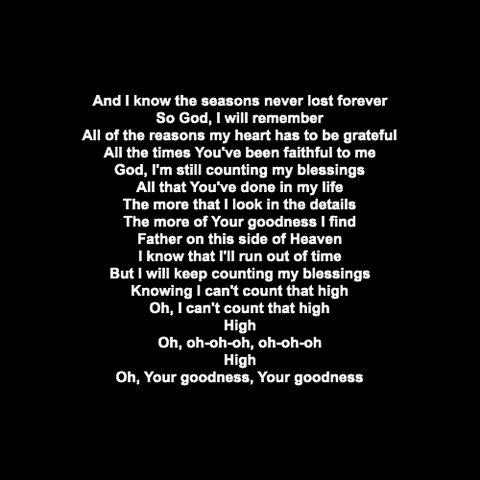 And I know the seasons never lost forever
So God, I will remember
All of the reasons my heart has to be grateful
All the times You've been faithful to me
God, I'm still counting my blessings
All that You've done in my life
The more that I look in the details
The more of Your goodness I find
Father on this side of Heaven
I know that I'll run out of time
But I will keep counting my blessings
Knowing I can't count that high
Oh, I can't count that high
High
Oh, oh-oh-oh, oh-oh-oh
High
Oh, Your goodness, Your goodness